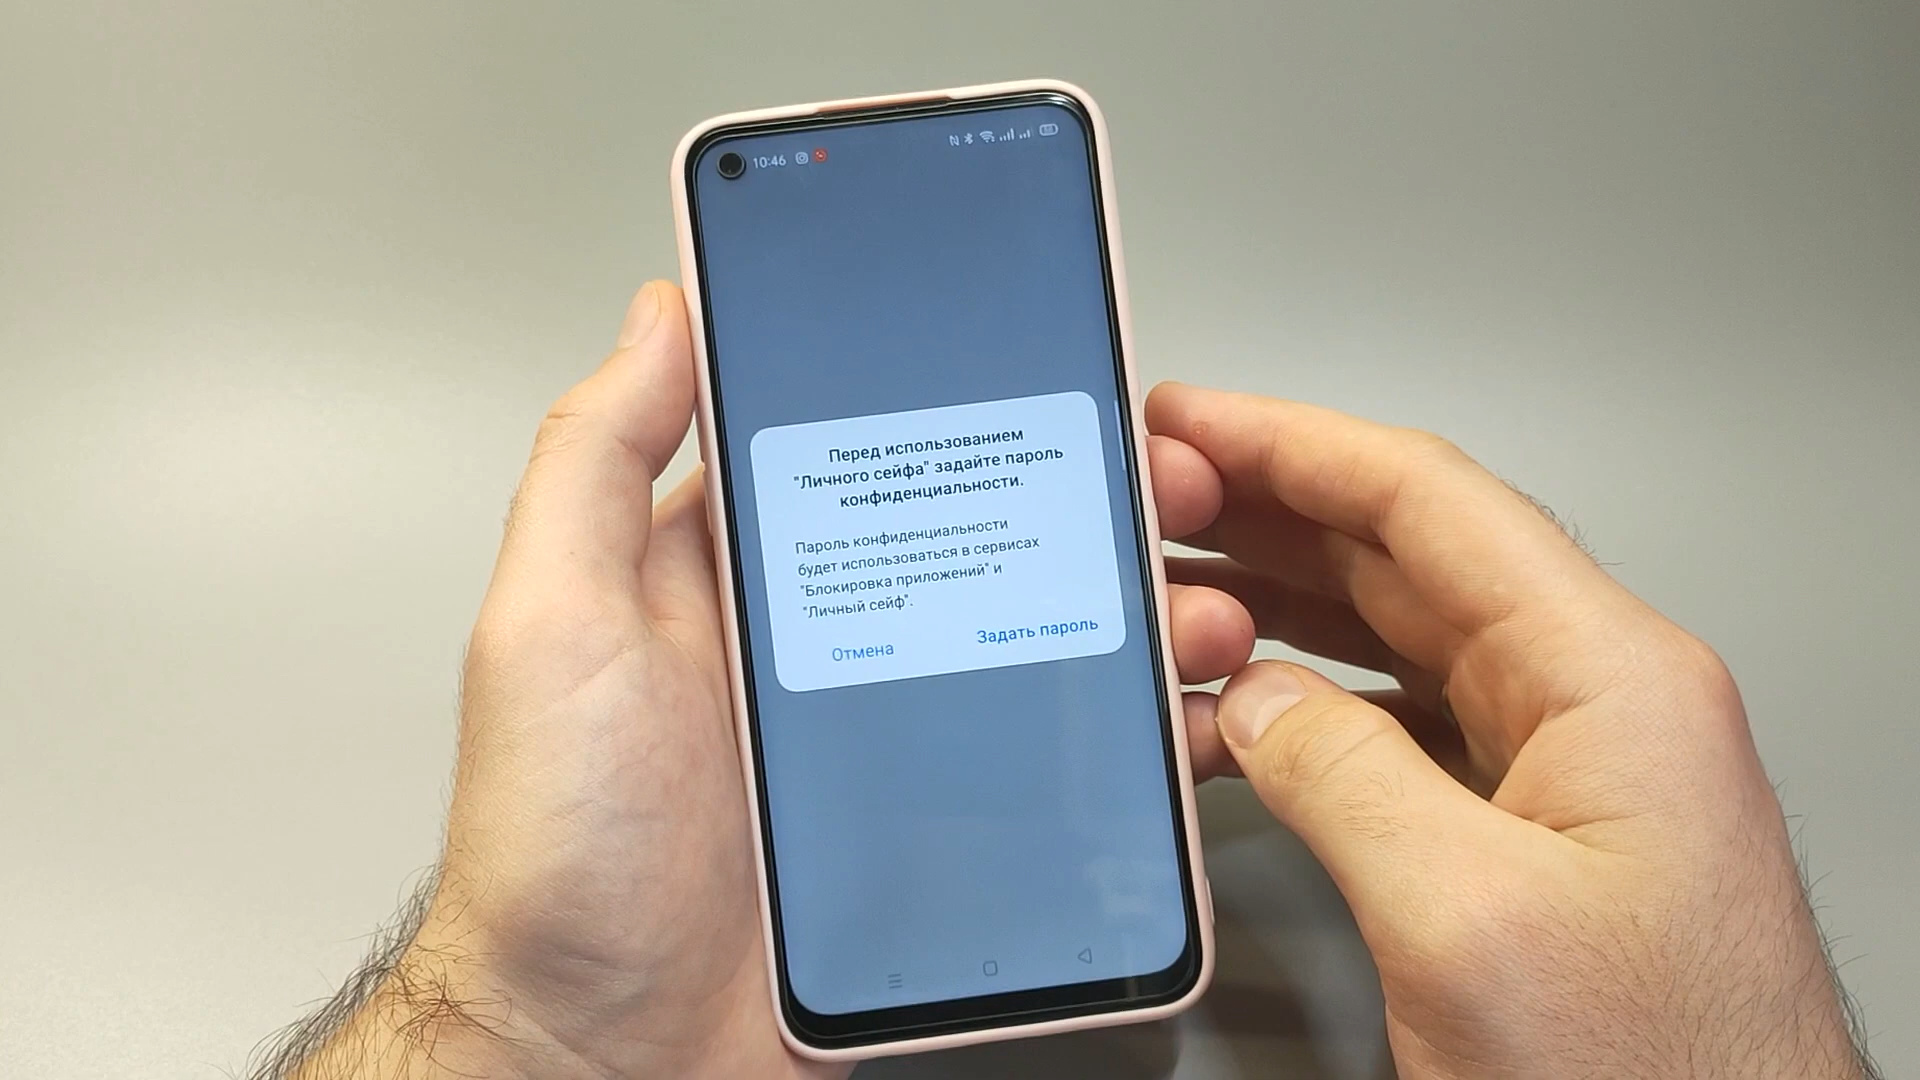 10:46
Перед использованием
"Личного сейфа" задайте пароль
конфиденциальности.
Пароль конфиденциальности
будет использоваться в сервисах
"Блокировка приложений" и
"Личный сейф".
Отмена Задать пароль